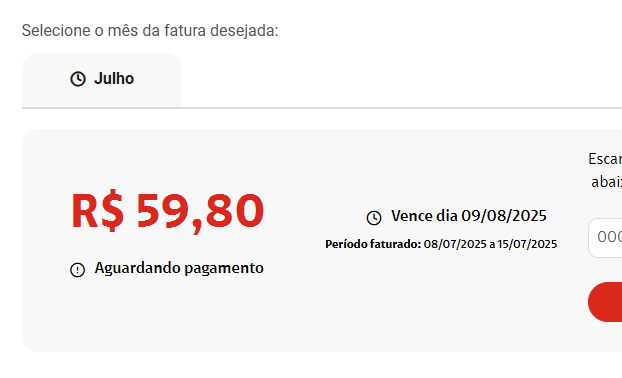 Selecione o mês da fatura desejada:
Julho
R$ 59,80
Aguardando pagamento
Vence dia 09/08/2025
Período faturado: 08/07/2025 a 15/07/2025